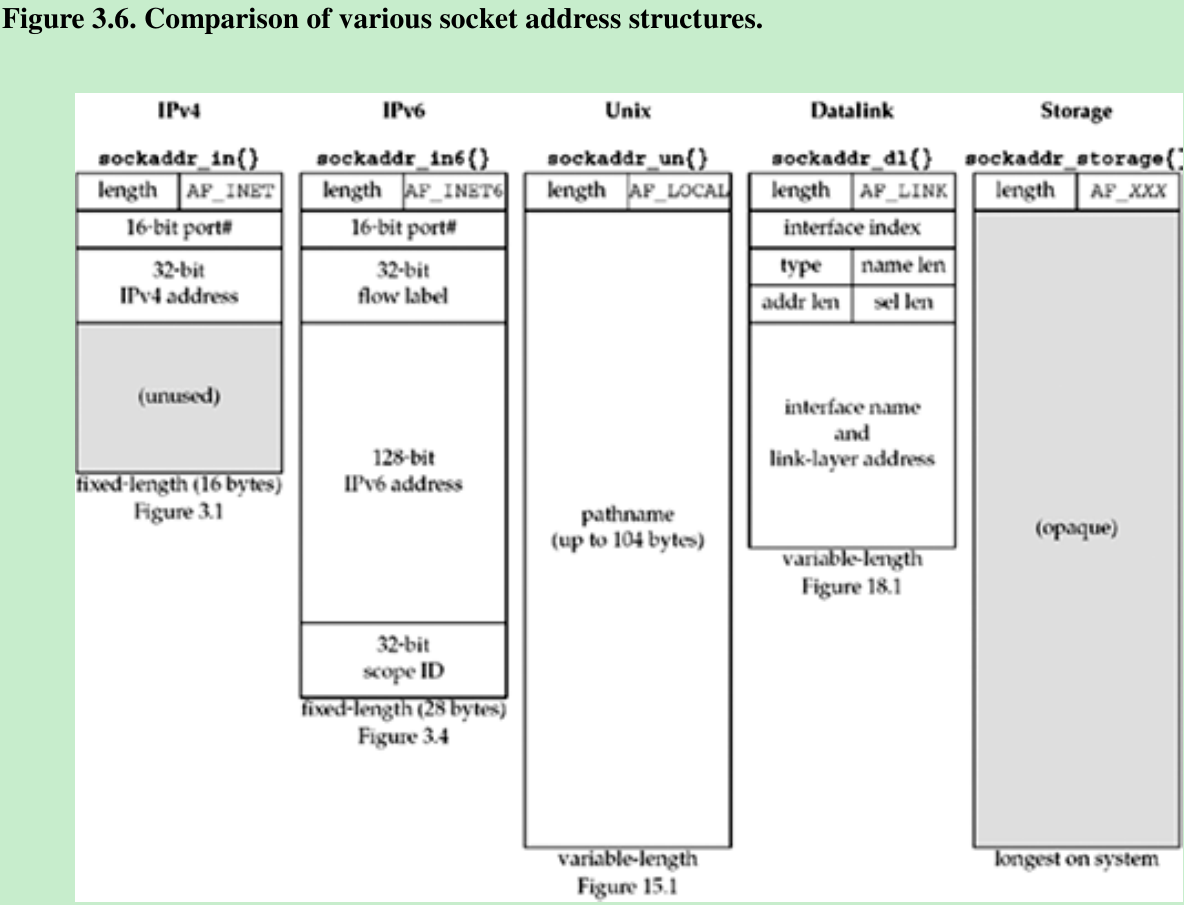 Figure 3.6. Comparison of various socket address structures.
IPv4
sockaddr_in{}
length AF_INET
16-bit port#
32-bit
IPv4 address
(unused)
fixed-length (16 bytes)
Figure 3.1
IPv6
sockaddr_in6{}
length AF_INET6
16-bit port#
32-bit
flow label
128-bit
IPv6 address
32-bit
scope ID
fixed-length (28 bytes)
Figure 3.4
Unix
sockaddr_un{}
length AF_LOCAL
pathname
(up to 104 bytes)
variable-length
Figure 15.1
Datalink
sockaddr_dl{}
length AF_LINK
interface index
type name len
addr len sel len
interface name
and
link-layer address
variable-length
Figure 18.1
Storage
sockaddr_storage{}
length AF_XXX
(opaque)
longest on system